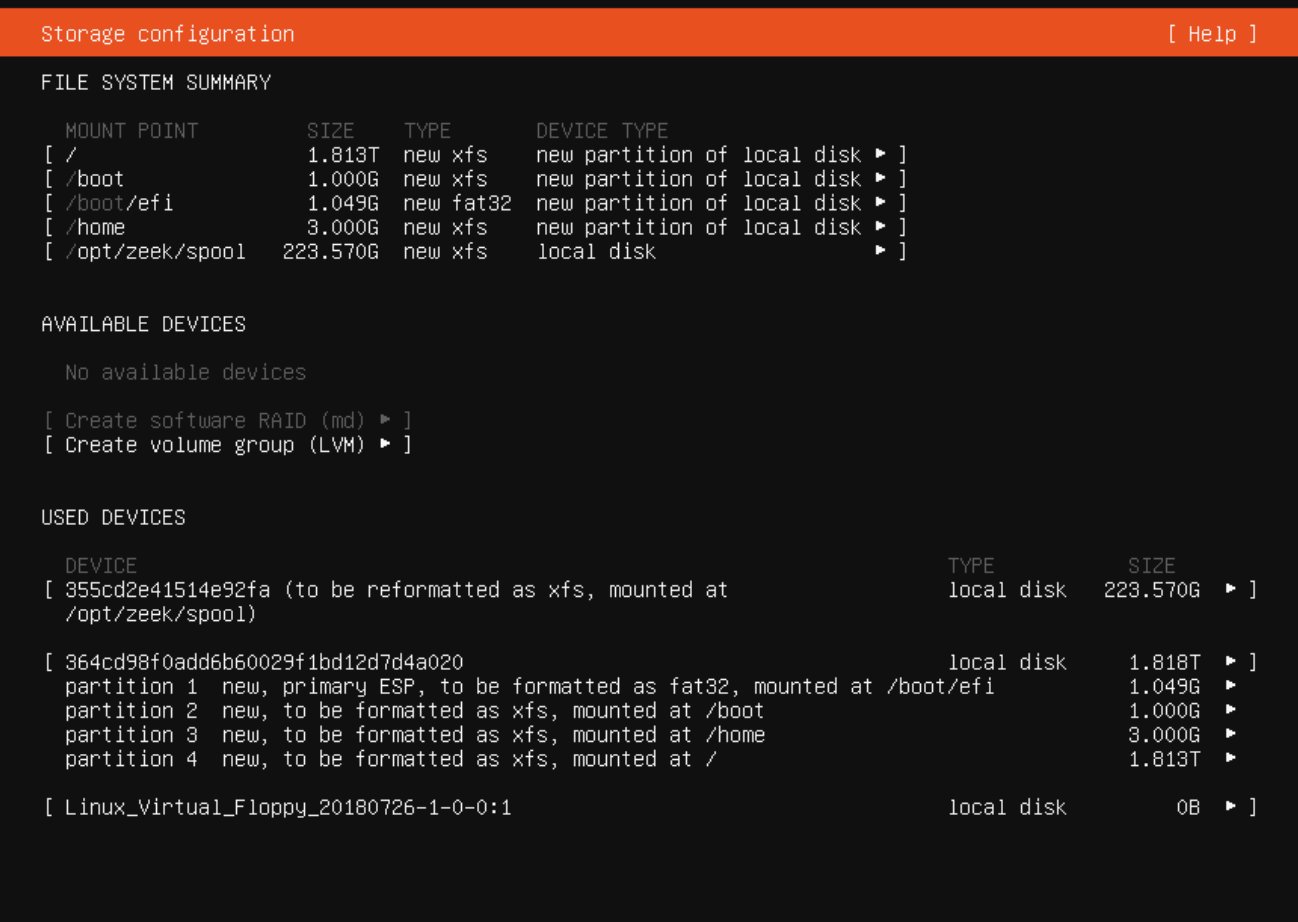 Storage configuration [ Help ]
FILE SYSTEM SUMMARY
MOUNT POINT SIZE TYPE DEVICE TYPE
[ / 1.813T new xfs new partition of local disk ▸ ]
[ /boot 1.000G new xfs new partition of local disk ▸ ]
[ /boot/efi 1.049G new fat32 new partition of local disk ▸ ]
[ /home 3.000G new xfs new partition of local disk ▸ ]
[ /opt/zeek/spool 223.570G new xfs local disk ▸ ]
AVAILABLE DEVICES
No available devices
[ Create software RAID (md) ▸ ]
[ Create volume group (LVM) ▸ ]
USED DEVICES
DEVICE TYPE SIZE
[ 355cd2e41514e92fa (to be reformatted as xfs, mounted at local disk 223.570G ▸ ]
/opt/zeek/spool)
[ 364cd98f0add6b60029f1bd12d7d4a020 local disk 1.818T ▸ ]
partition 1 new, primary ESP, to be formatted as fat32, mounted at /boot/efi 1.049G ▸
partition 2 new, to be formatted as xfs, mounted at /boot 1.000G ▸
partition 3 new, to be formatted as xfs, mounted at /home 3.000G ▸
partition 4 new, to be formatted as xfs, mounted at / 1.813T ▸
[ Linux_Virtual_Floppy_20180726-1-0-0:1 local disk 0B ▸ ]